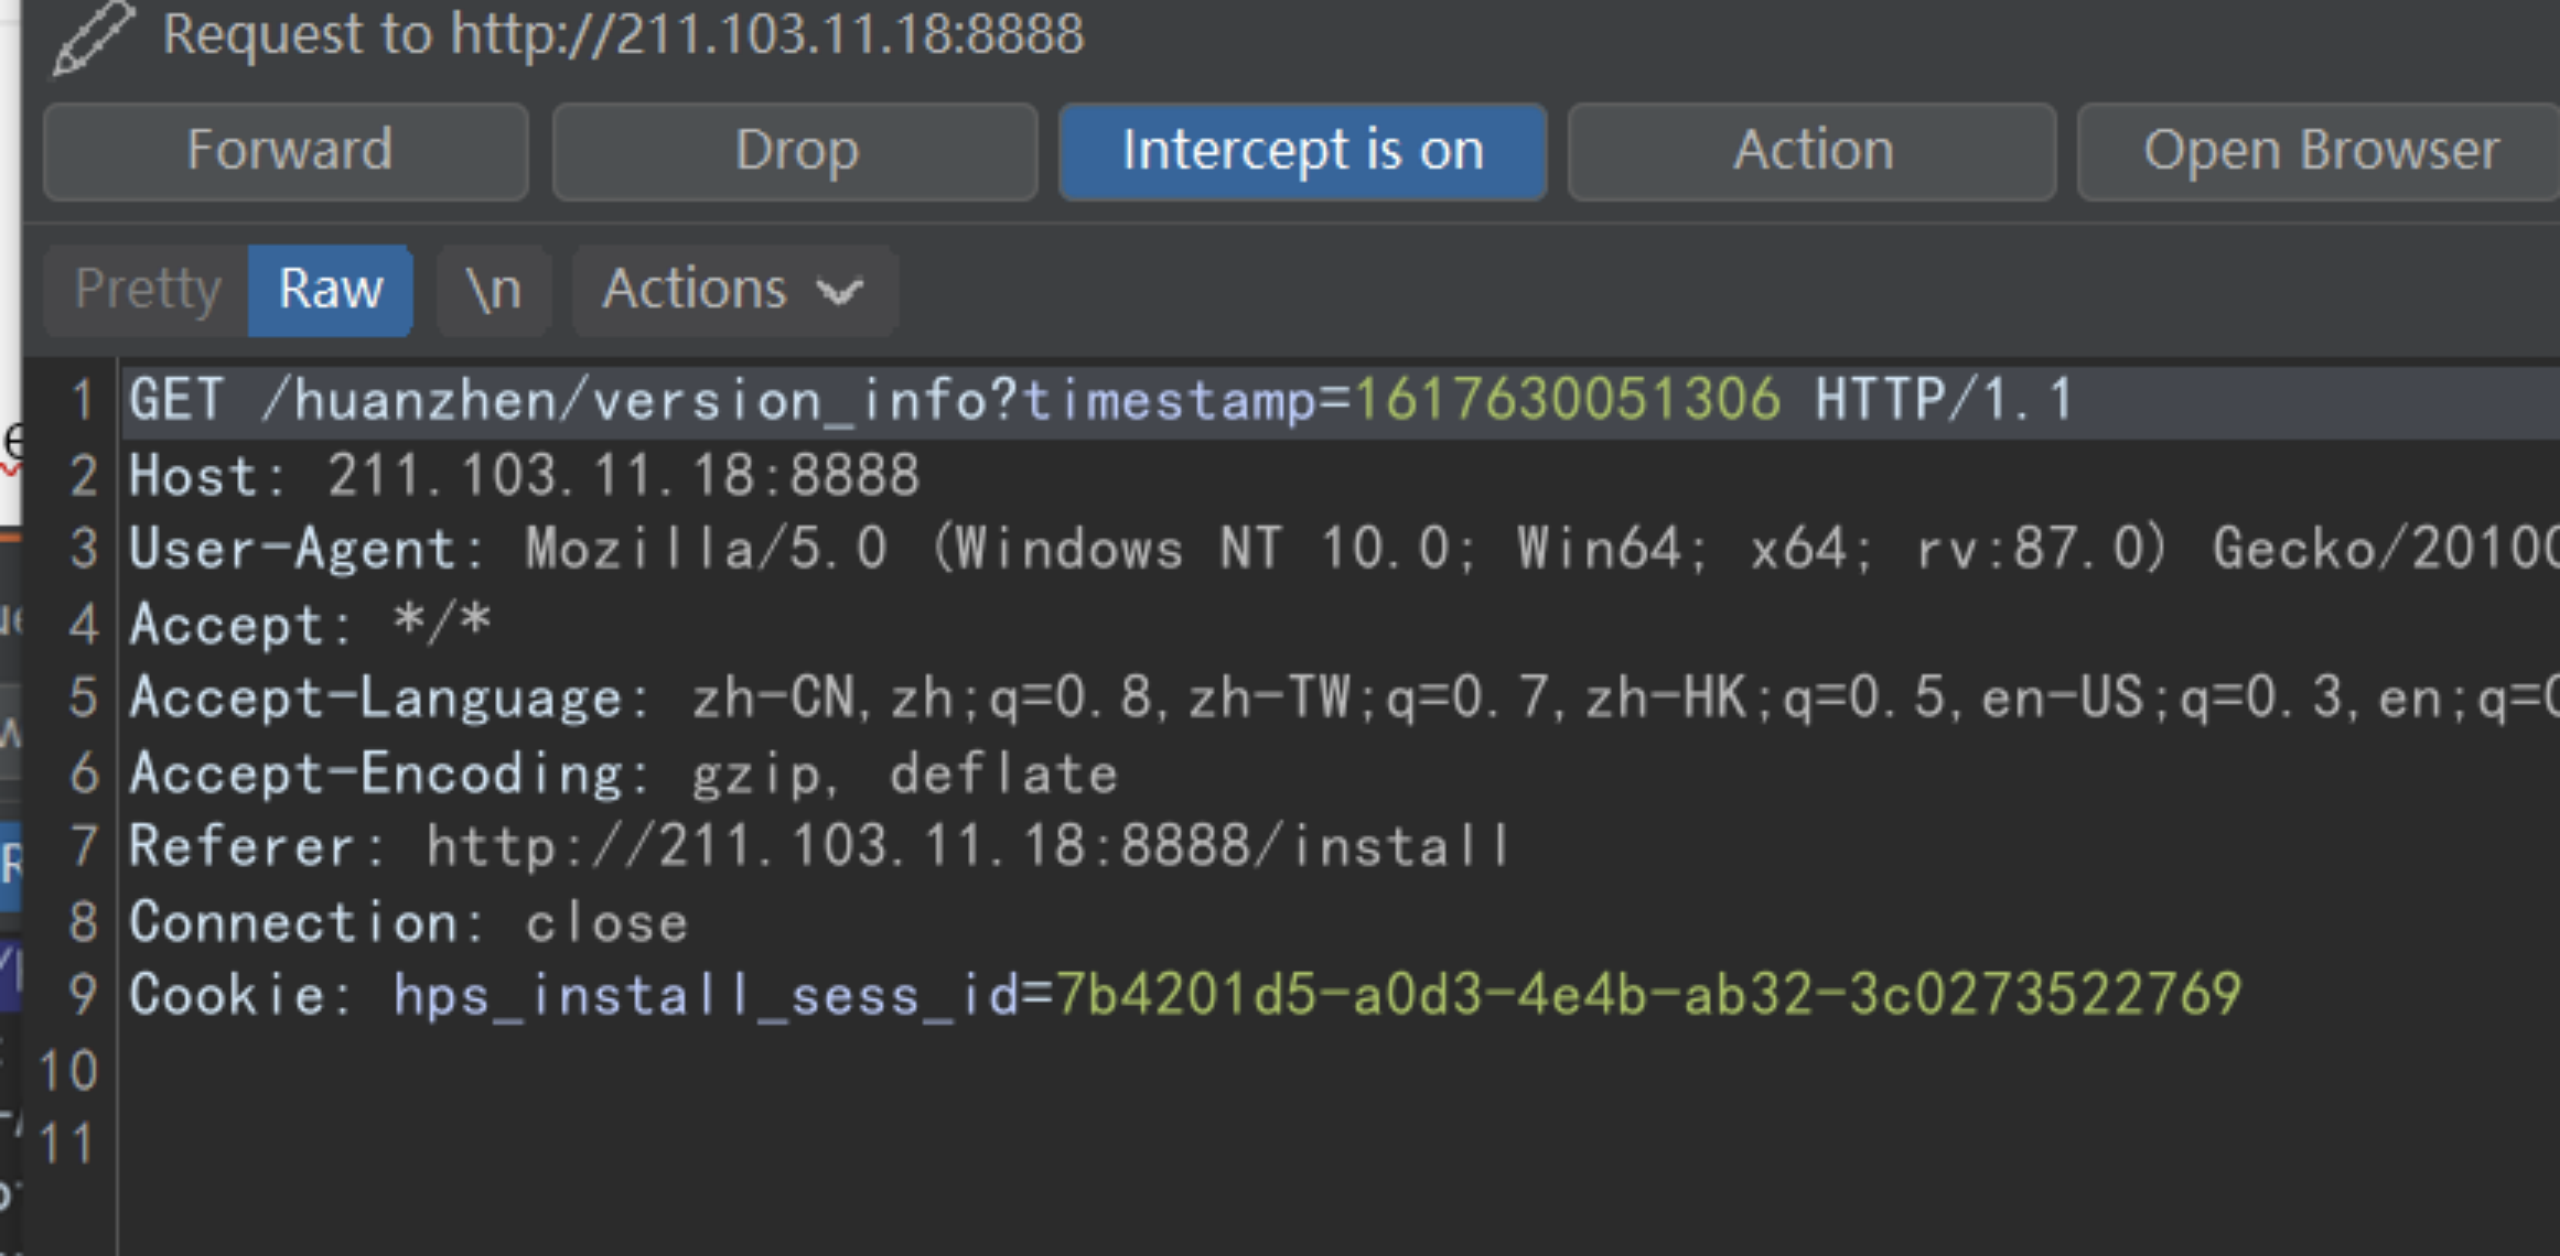 Request to http://211.103.11.18:8888
Forward Drop Intercept is on Action Open Browser
Pretty Raw \n Actions
1 GET /huanzhen/version_info?timestamp=1617630051306 HTTP/1.1
2 Host: 211.103.11.18:8888
3 User-Agent: Mozilla/5.0 (Windows NT 10.0; Win64; x64; rv:87.0) Gecko/20100
4 Accept: */*
5 Accept-Language: zh-CN,zh;q=0.8,zh-TW;q=0.7,zh-HK;q=0.5,en-US;q=0.3,en;q=0
6 Accept-Encoding: gzip, deflate
7 Referer: http://211.103.11.18:8888/install
8 Connection: close
9 Cookie: hps_install_sess_id=7b4201d5-a0d3-4e4b-ab32-3c0273522769
10
11